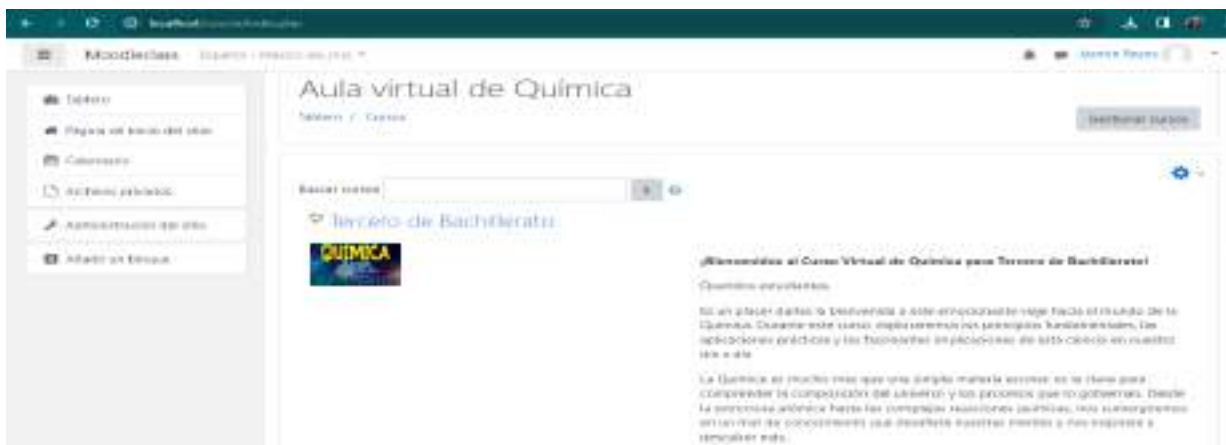 localhost
Moodleclass
Aula virtual de Química
Tablero / Cursos
Gestionar cursos
Tablero
Página de inicio del sitio
Calendario
Archivos privados
Administración del sitio
Añadir un bloque
Buscar cursos
Tercero de Bachillerato
QUÍMICA
¡Bienvenidos al Curso Virtual de Química para Tercero de Bachillerato!
Queridos estudiantes,
Es un placer darles la bienvenida a este emocionante viaje hacia el mundo de la
Química. Durante este curso, exploraremos los principios fundamentales, las
aplicaciones prácticas y las fascinantes implicaciones de esta ciencia en nuestro
día a día.
La Química es mucho más que una simple materia escolar; es la clave para
comprender la composición del universo y los procesos que lo gobiernan. Desde
la estructura atómica hasta las complejas reacciones químicas, nos sumergiremos
en un mar de conocimiento que desafiará nuestras mentes y nos inspirará a
descubrir más.